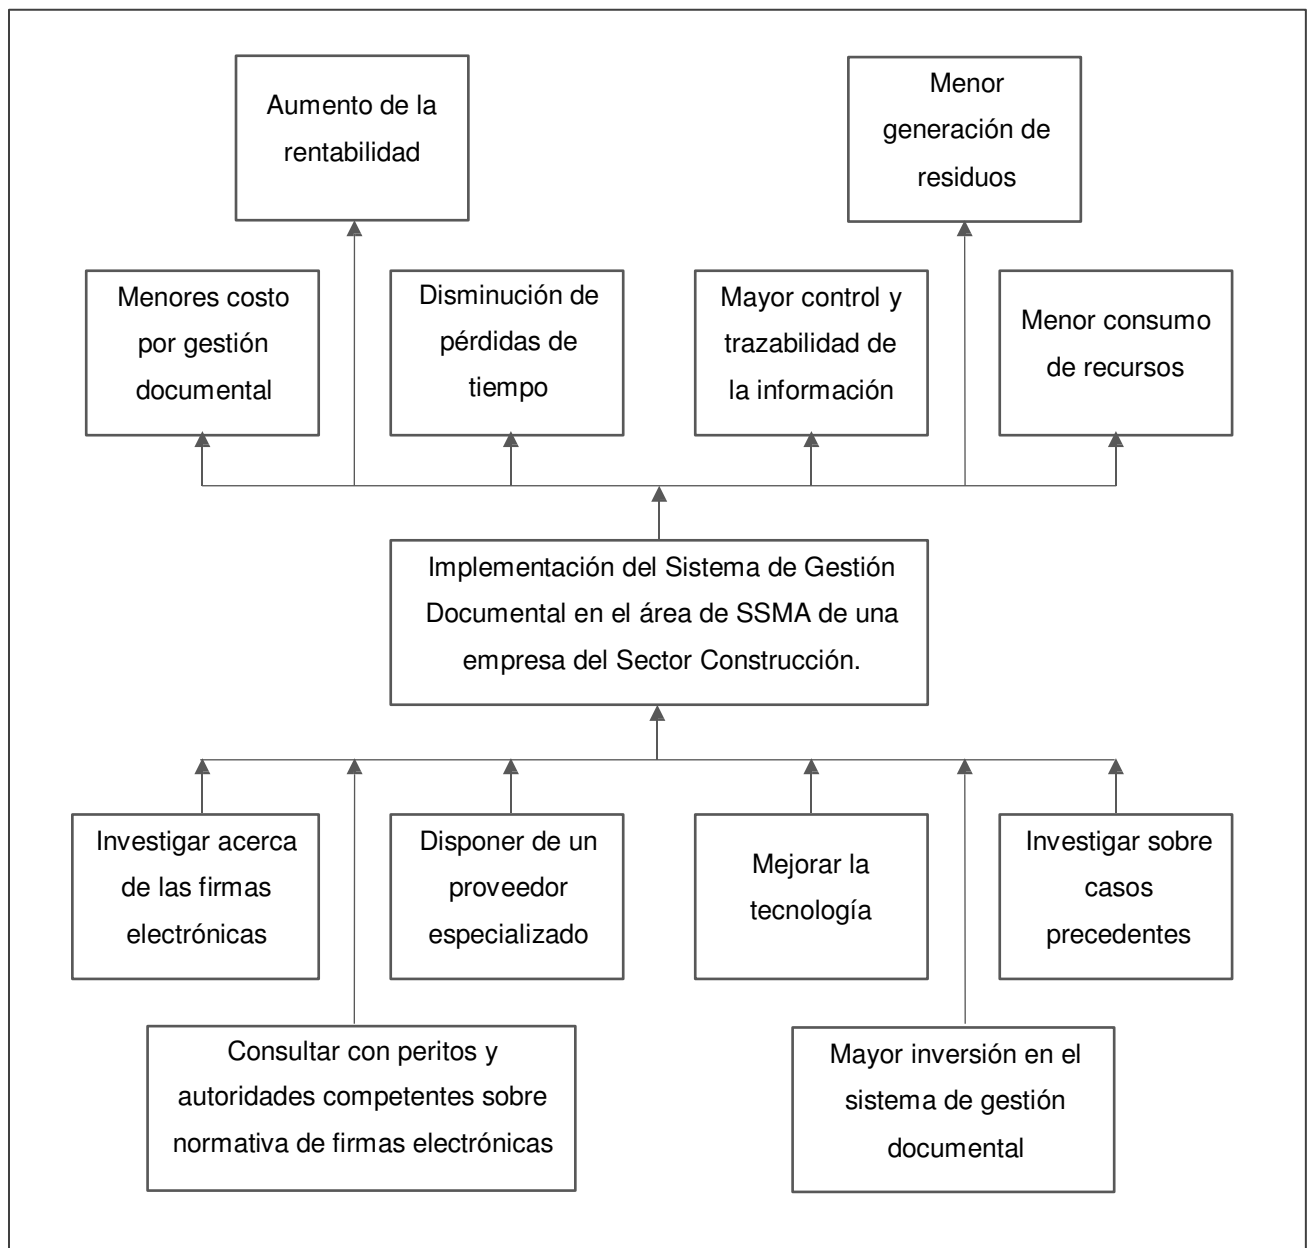 Aumento de la
rentabilidad
Menor
generación de
residuos
Menores costo
por gestión
documental
Disminución de
pérdidas de
tiempo
Mayor control y
trazabilidad de
la información
Menor consumo
de recursos
Implementación del Sistema de Gestión
Documental en el área de SSMA de una
empresa del Sector Construcción.
Investigar acerca
de las firmas
electrónicas
Disponer de un
proveedor
especializado
Mejorar la
tecnología
Investigar sobre
casos
precedentes
Consultar con peritos y
autoridades competentes sobre
normativa de firmas electrónicas
Mayor inversión en el
sistema de gestión
documental